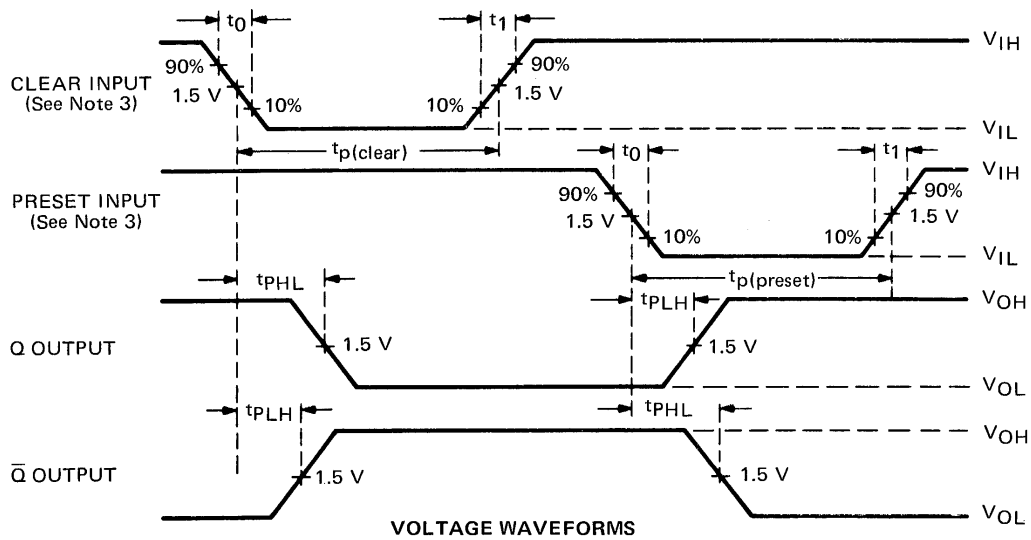 t0 t1
VIH
90% 90%
CLEAR INPUT 1.5 V 1.5 V
(See Note 3) 10% 10%
VIL
tp(clear) t0 t1
VIH
PRESET INPUT 90% 90%
(See Note 3) 1.5 V 1.5 V
10% 10%
VIL
tPHL tp(preset)
tPLH VOH
Q OUTPUT 1.5 V 1.5 V
VOL
tPLH tPHL
VOH
Q̅ OUTPUT 1.5 V 1.5 V
VOL
VOLTAGE WAVEFORMS